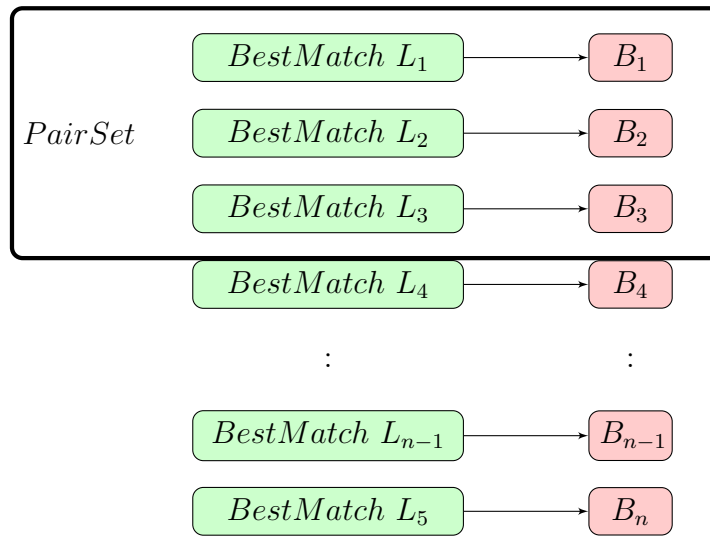 BestMatch L₁ B₁
PairSet BestMatch L₂ B₂
BestMatch L₃ B₃
BestMatch L₄ B₄
: :
BestMatch Lₙ₋₁ Bₙ₋₁
BestMatch L₅ Bₙ